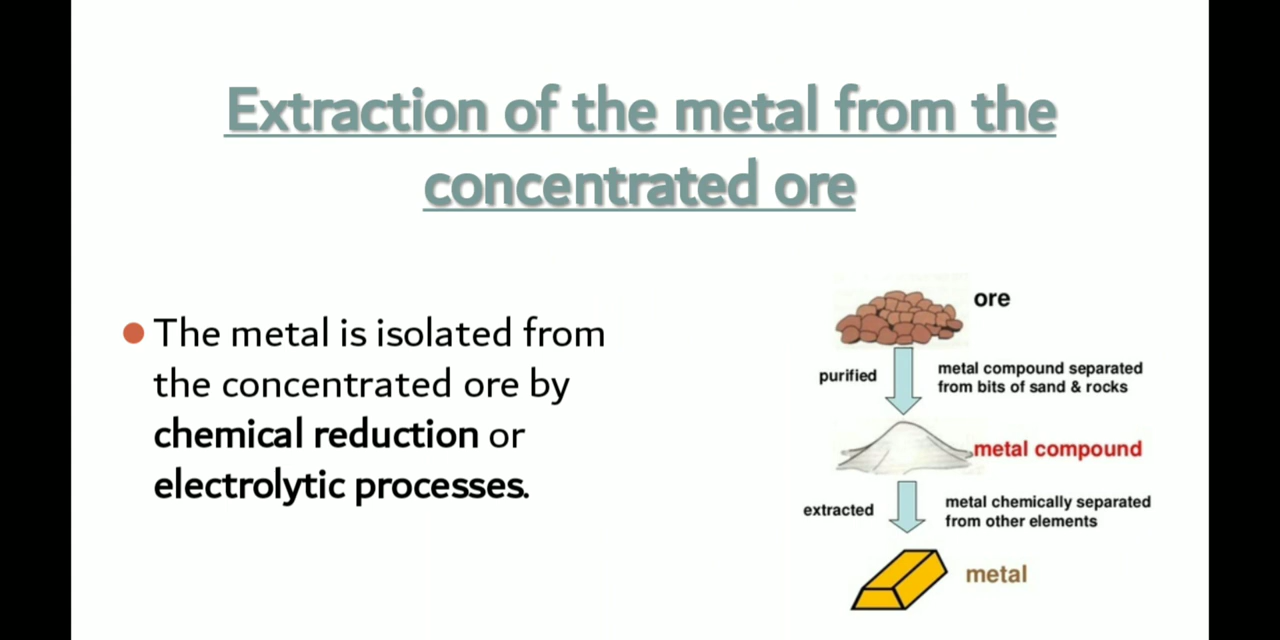 Extraction of the metal from the
concentrated ore
The metal is isolated from
the concentrated ore by
chemical reduction or
electrolytic processes.
ore
purified
metal compound separated
from bits of sand & rocks
metal compound
extracted
metal chemically separated
from other elements
metal